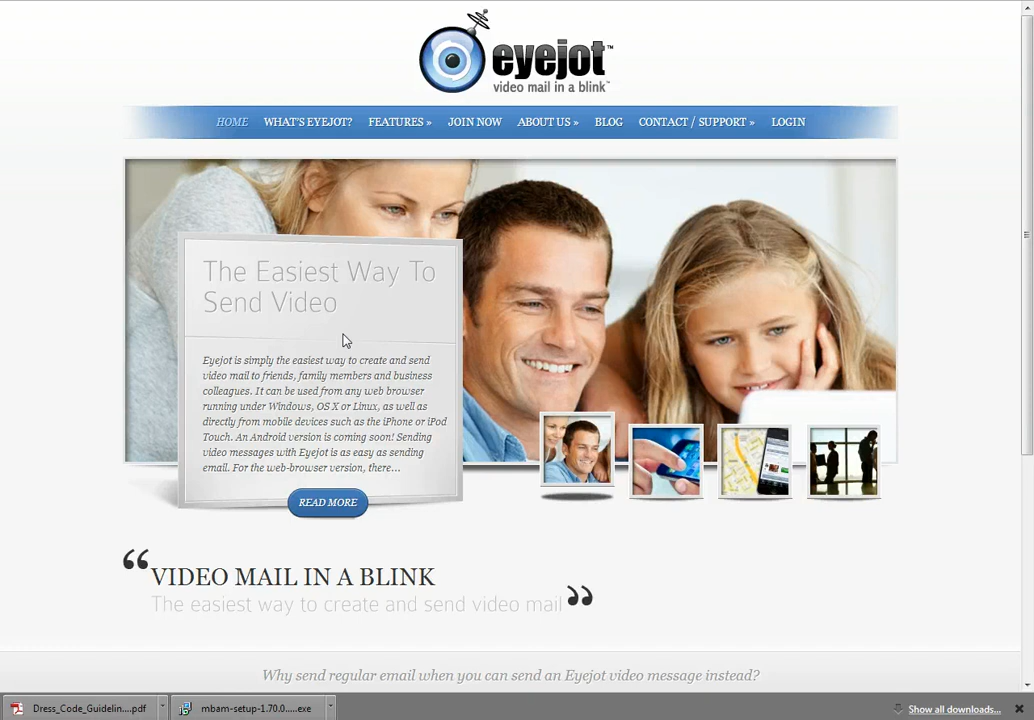 eyejot™
video mail in a blink™
HOME WHAT'S EYEJOT? FEATURES » JOIN NOW ABOUT US » BLOG CONTACT / SUPPORT » LOGIN
The Easiest Way To
Send Video
Eyejot is simply the easiest way to create and send
video mail to friends, family members and business
colleagues. It can be used from any web browser
running under Windows, OS X or Linux, as well as
directly from mobile devices such as the iPhone or iPod
Touch. An Android version is coming soon! Sending
video messages with Eyejot is as easy as sending
email. For the web-browser version, there...
READ MORE
“VIDEO MAIL IN A BLINK
The easiest way to create and send video mail”
Why send regular email when you can send an Eyejot video message instead?
Dress_Code_Guidelin....pdf mbam-setup-1.70.0.....exe Show all downloads...